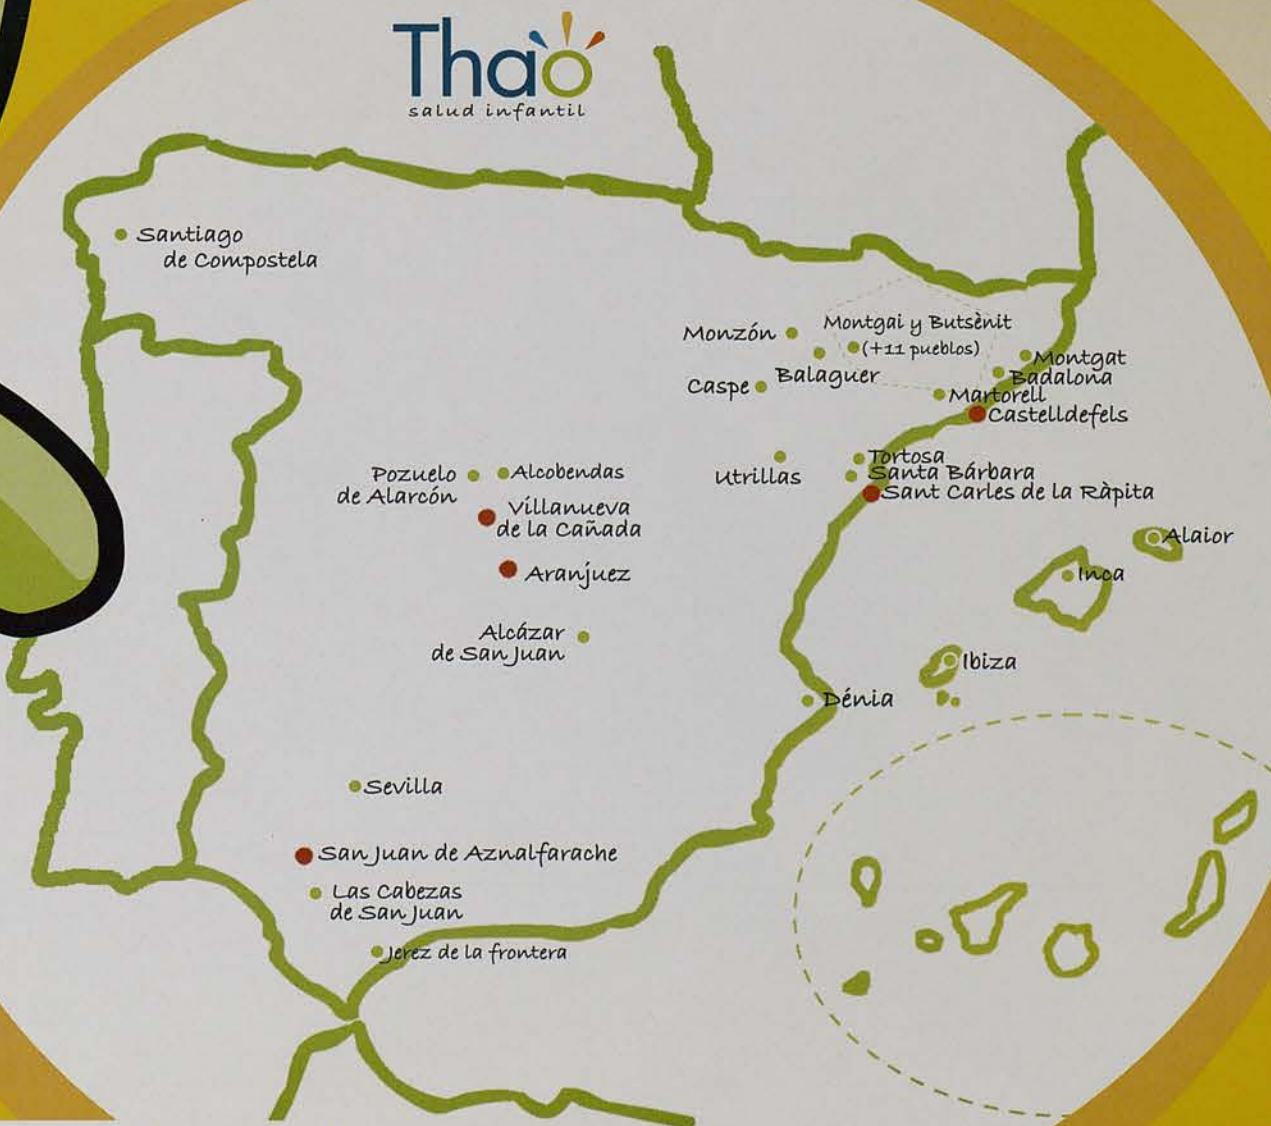 Thao
salud infantil
Santiago
de Compostela
Monzón
Montgai y Butsènit
(+11 pueblos)
Balaguer
Caspe
Montgat
Badalona
Martorell
Castelldefels
Utrillas
Tortosa
Santa Bárbara
Sant Carles de la Ràpita
Pozuelo
de Alarcón
Alcobendas
Villanueva
de la Cañada
Aranjuez
Alcázar
de San Juan
Alaior
Inca
Ibiza
Dénia
Sevilla
San Juan de Aznalfarache
Las Cabezas
de San Juan
Jerez de la frontera